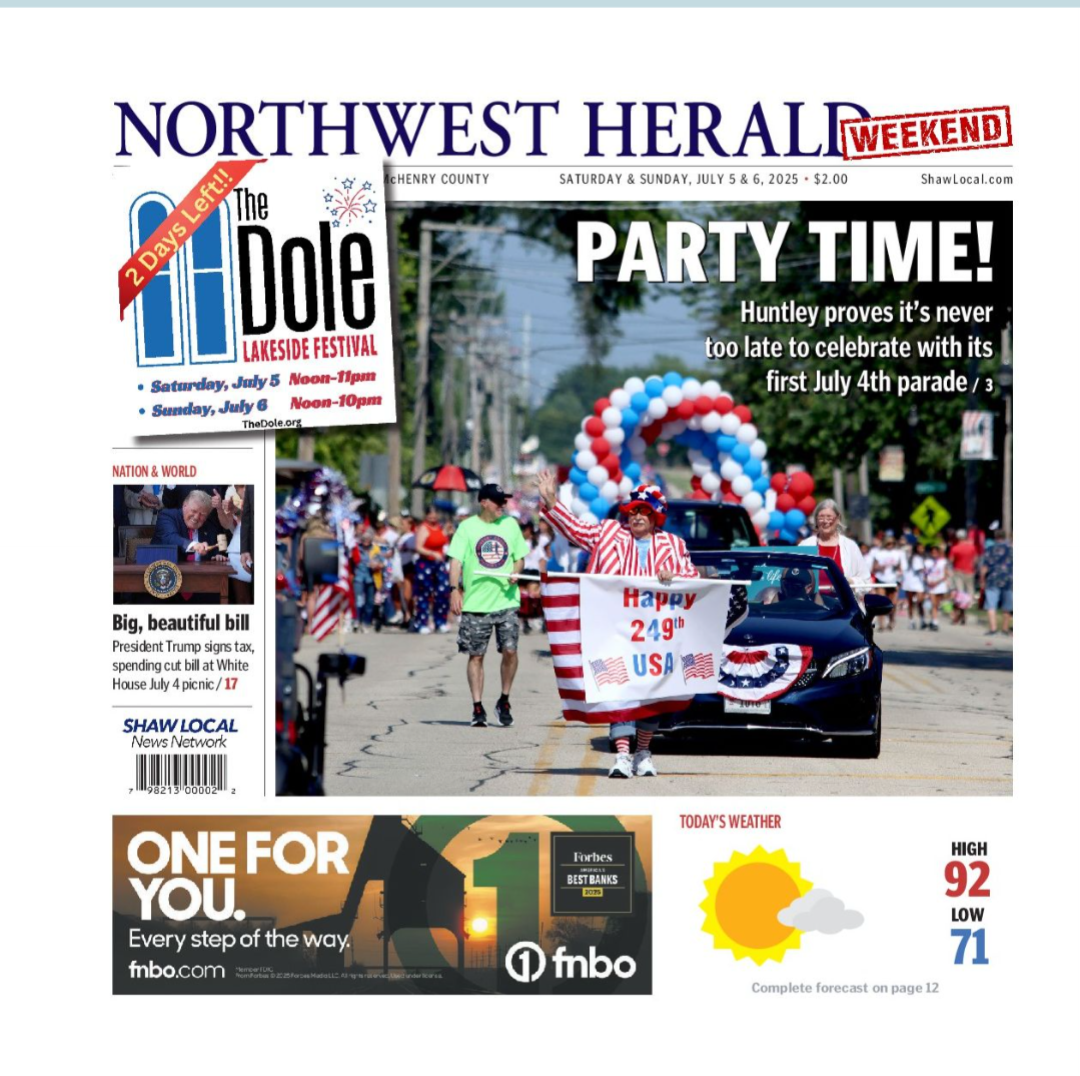 NORTHWEST HERALD
WEEKEND
McHENRY COUNTY
SATURDAY & SUNDAY, JULY 5 & 6, 2025 • $2.00
ShawLocal.com
2 Days Left!!
The
Dole
LAKESIDE FESTIVAL
• Saturday, July 5 Noon-11pm
• Sunday, July 6 Noon-10pm
TheDole.org
PARTY TIME!
Huntley proves it's never
too late to celebrate with its
first July 4th parade / 3
Happy
249th
USA
NATION & WORLD
Big, beautiful bill
President Trump signs tax,
spending cut bill at White
House July 4 picnic / 17
SHAW LOCAL
News Network
7 98213 00002 2
ONE FOR
YOU.
Every step of the way.
fnbo.com
Forbes
BEST BANKS
2025
fnbo
TODAY'S WEATHER
HIGH
92
LOW
71
Complete forecast on page 12